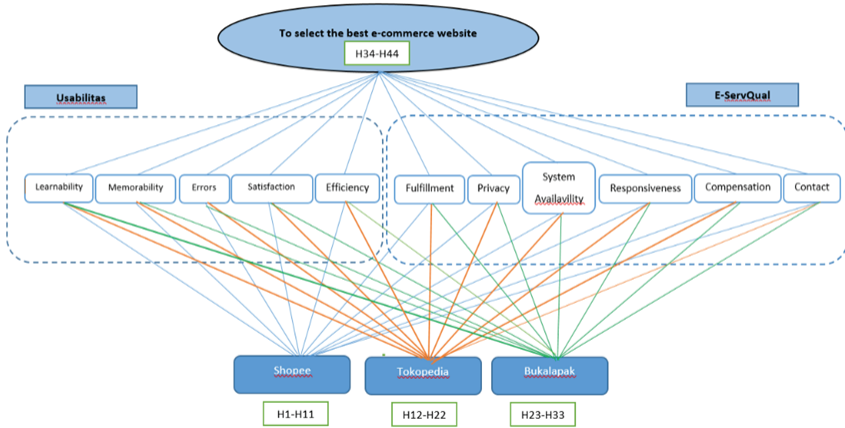 To select the best e-commerce website
H34-H44
Usabilitas
E-ServQual
Learnability
Memorability
Errors
Satisfaction
Efficiency
Fulfillment
Privacy
System
Availavility
Responsiveness
Compensation
Contact
Shopee
Tokopedia
Bukalapak
H1-H11
H12-H22
H23-H33